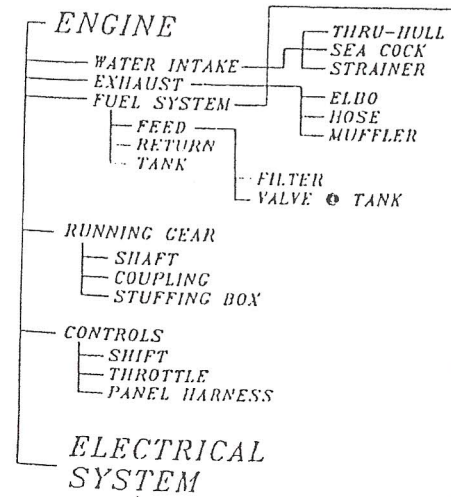 ENGINE
THRU-HULL
WATER INTAKE
SEA COCK
STRAINER
EXHAUST
FUEL SYSTEM
ELBO
HOSE
MUFFLER
FEED
RETURN
TANK
FILTER
VALVE @ TANK
RUNNING GEAR
SHAFT
COUPLING
STUFFING BOX
CONTROLS
SHIFT
THROTTLE
PANEL HARNESS
ELECTRICAL
SYSTEM